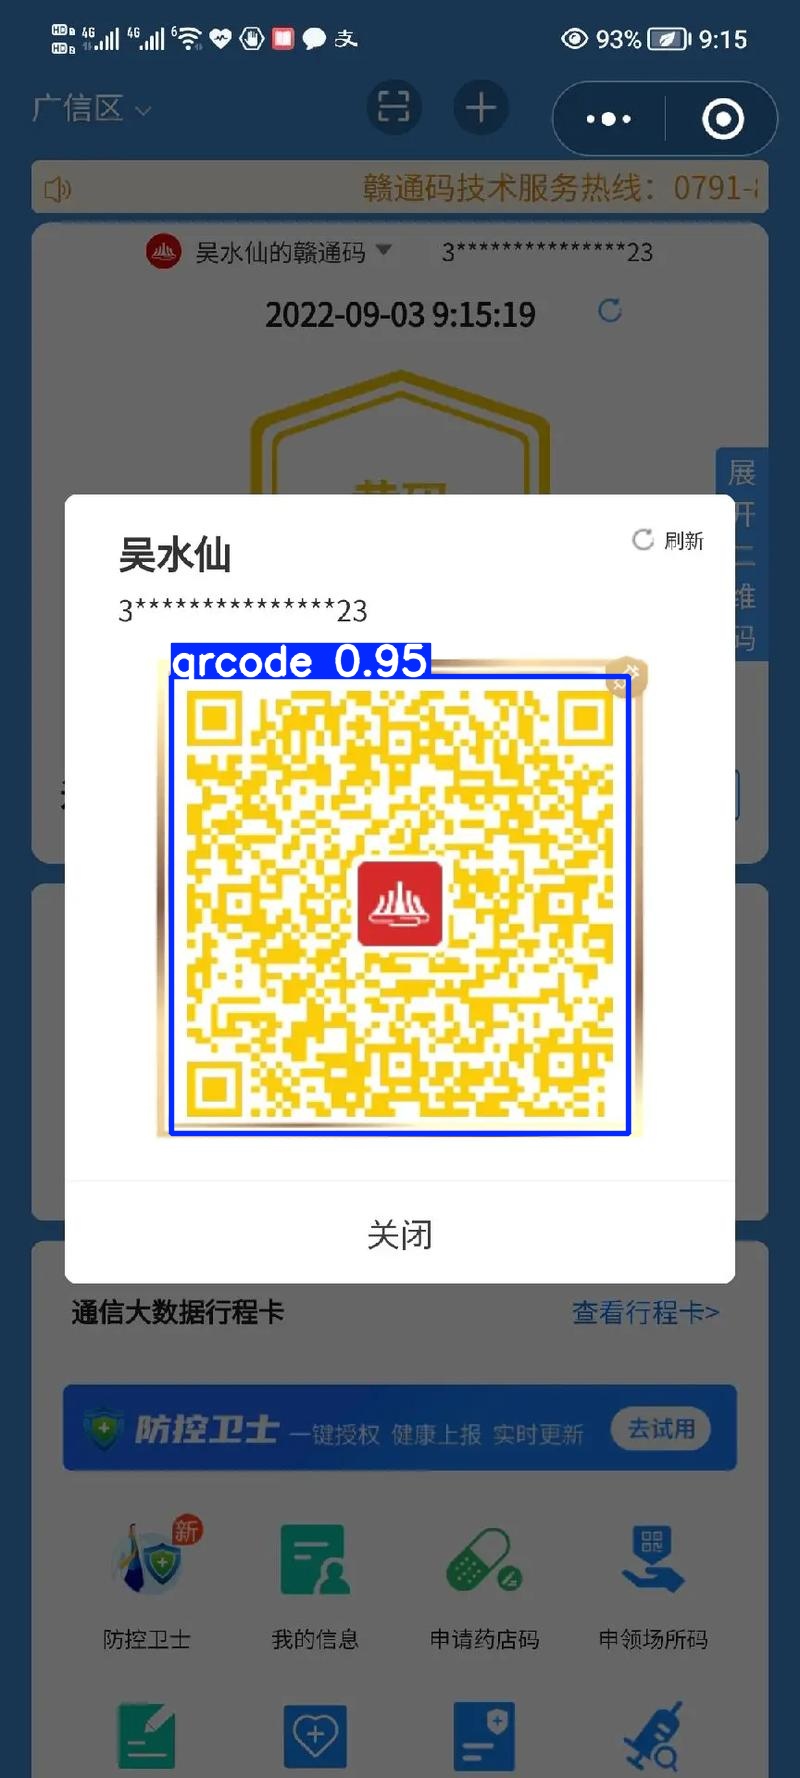 9:15
93%
广信区
赣通码技术服务热线：0791-
吴水仙的赣通码 3***************23
2022-09-03 9:15:19
展开二维码
吴水仙
刷新
3***************23
qrcode 0.95
关闭
通信大数据行程卡
查看行程卡>
防控卫士 一键授权 健康上报 实时更新 去试用
新
防控卫士 我的信息 申请药店码 申领场所码